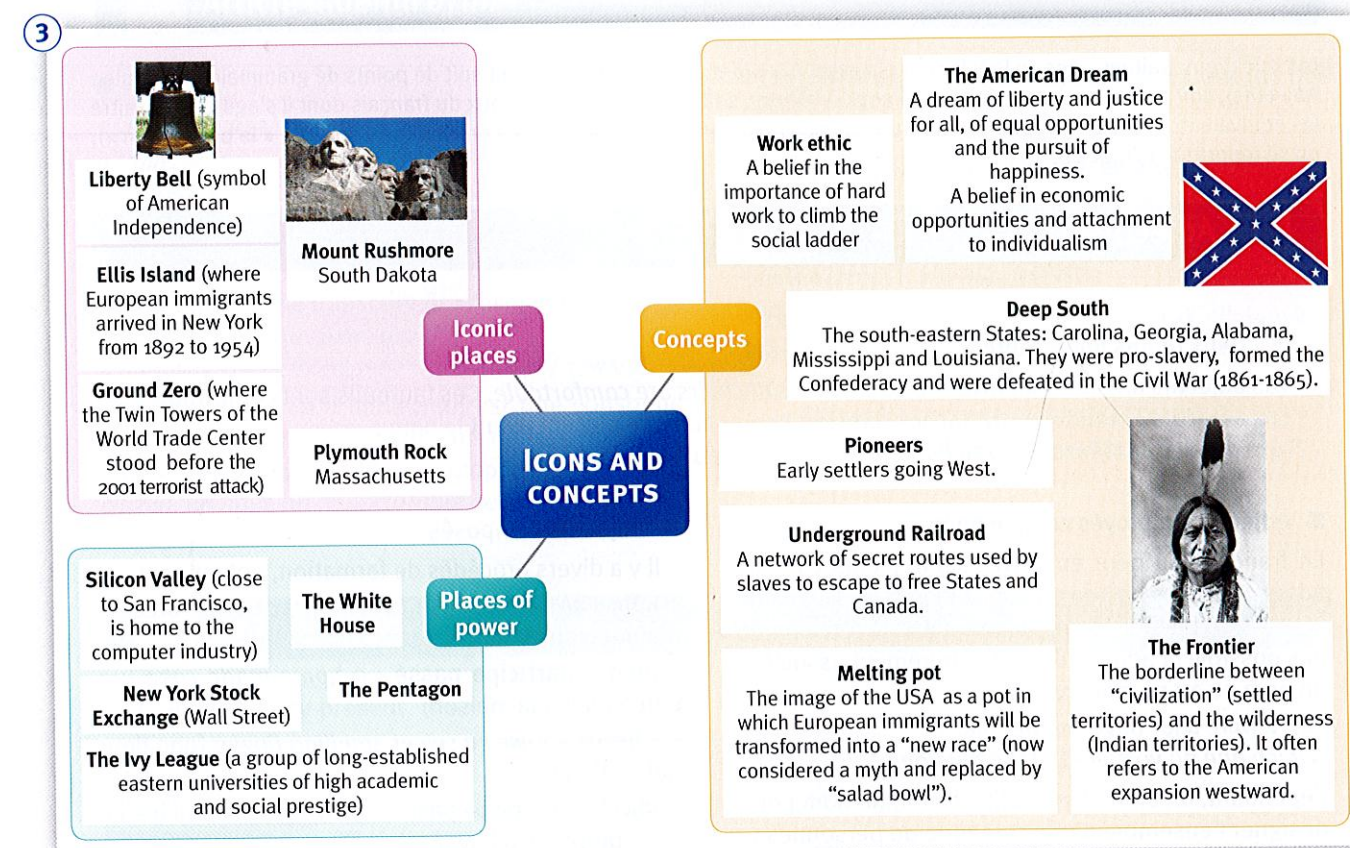 3
Liberty Bell (symbol
of American
Independence)
Mount Rushmore
South Dakota
Ellis Island (where
European immigrants
arrived in New York
from 1892 to 1954)
Ground Zero (where
the Twin Towers of the
World Trade Center
stood before the
2001 terrorist attack)
Plymouth Rock
Massachusetts
Iconic
places
Concepts
ICONS AND
CONCEPTS
Places of
power
Silicon Valley (close
to San Francisco,
is home to the
computer industry)
The White
House
New York Stock
Exchange (Wall Street)
The Pentagon
The Ivy League (a group of long-established
eastern universities of high academic
and social prestige)
Work ethic
A belief in the
importance of hard
work to climb the
social ladder
The American Dream
A dream of liberty and justice
for all, of equal opportunities
and the pursuit of
happiness.
A belief in economic
opportunities and attachment
to individualism
Deep South
The south-eastern States: Carolina, Georgia, Alabama,
Mississippi and Louisiana. They were pro-slavery, formed the
Confederacy and were defeated in the Civil War (1861-1865).
Pioneers
Early settlers going West.
Underground Railroad
A network of secret routes used by
slaves to escape to free States and
Canada.
Melting pot
The image of the USA as a pot in
which European immigrants will be
transformed into a “new race” (now
considered a myth and replaced by
“salad bowl”).
The Frontier
The borderline between
“civilization” (settled
territories) and the wilderness
(Indian territories). It often
refers to the American
expansion westward.